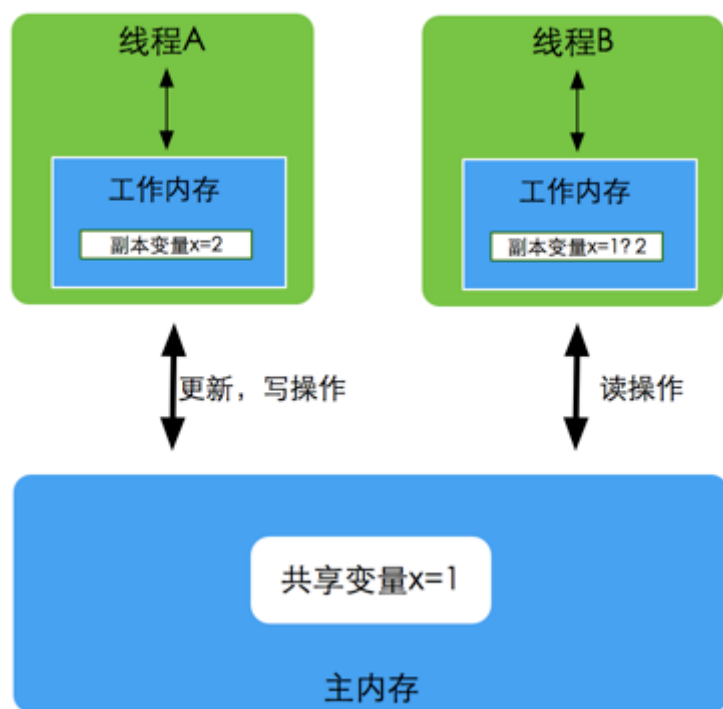 线程A
线程B
工作内存
工作内存
副本变量x=2
副本变量x=1?2
更新，写操作
读操作
共享变量x=1
主内存